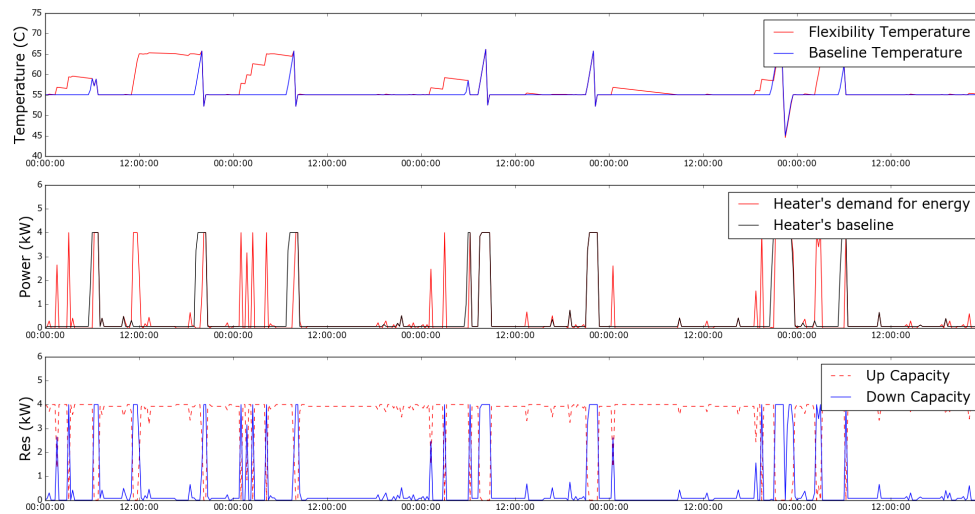 75
70
65
60
55
50
45
40
Temperature (C)
Flexibility Temperature
Baseline Temperature
00:00:00 12:00:00 00:00:00 12:00:00 00:00:00 12:00:00 00:00:00 12:00:00 00:00:00 12:00:00
6
5
4
3
2
1
0
Power (kW)
Heater's demand for energy
Heater's baseline
00:00:00 12:00:00 00:00:00 12:00:00 00:00:00 12:00:00 00:00:00 12:00:00 00:00:00 12:00:00
6
5
4
3
2
1
0
Res (kW)
Up Capacity
Down Capacity
00:00:00 12:00:00 00:00:00 12:00:00 00:00:00 12:00:00 00:00:00 12:00:00 00:00:00 12:00:00